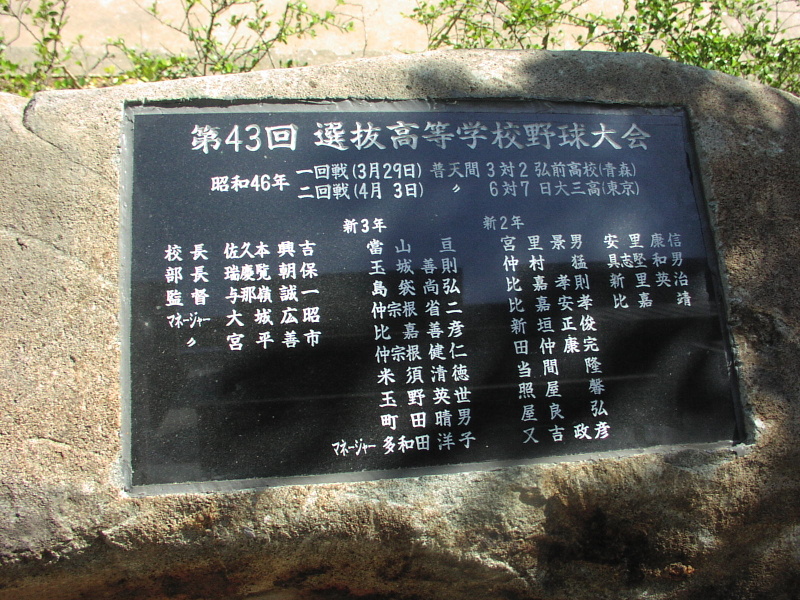 第43回 選抜高等学校野球大会
昭和46年
一回戦(3月29日) 普天間 3対2 弘前高校(青森)
二回戦(4月 3日) 〃 6対7 日大三高(東京)
校長 佐久本興吉
部長 瑞慶覧朝保
監督 与那嶺誠一
マネージャー 大城広昭
〃 宮平善市
新3年
當山 亘
玉城善則
島袋尚弘
仲宗根省二
比嘉善彦
仲宗根健仁
米須清徳
玉野英世
町田晴男
マネージャー 多和田洋子
新2年
宮里景男
仲村 猛
比嘉孝則
比嘉安孝
新垣正俊
田仲康完
当間 隆
照屋 馨
屋良 弘
又吉政彦
安里康信
具志堅和男
新里英治
比嘉 靖